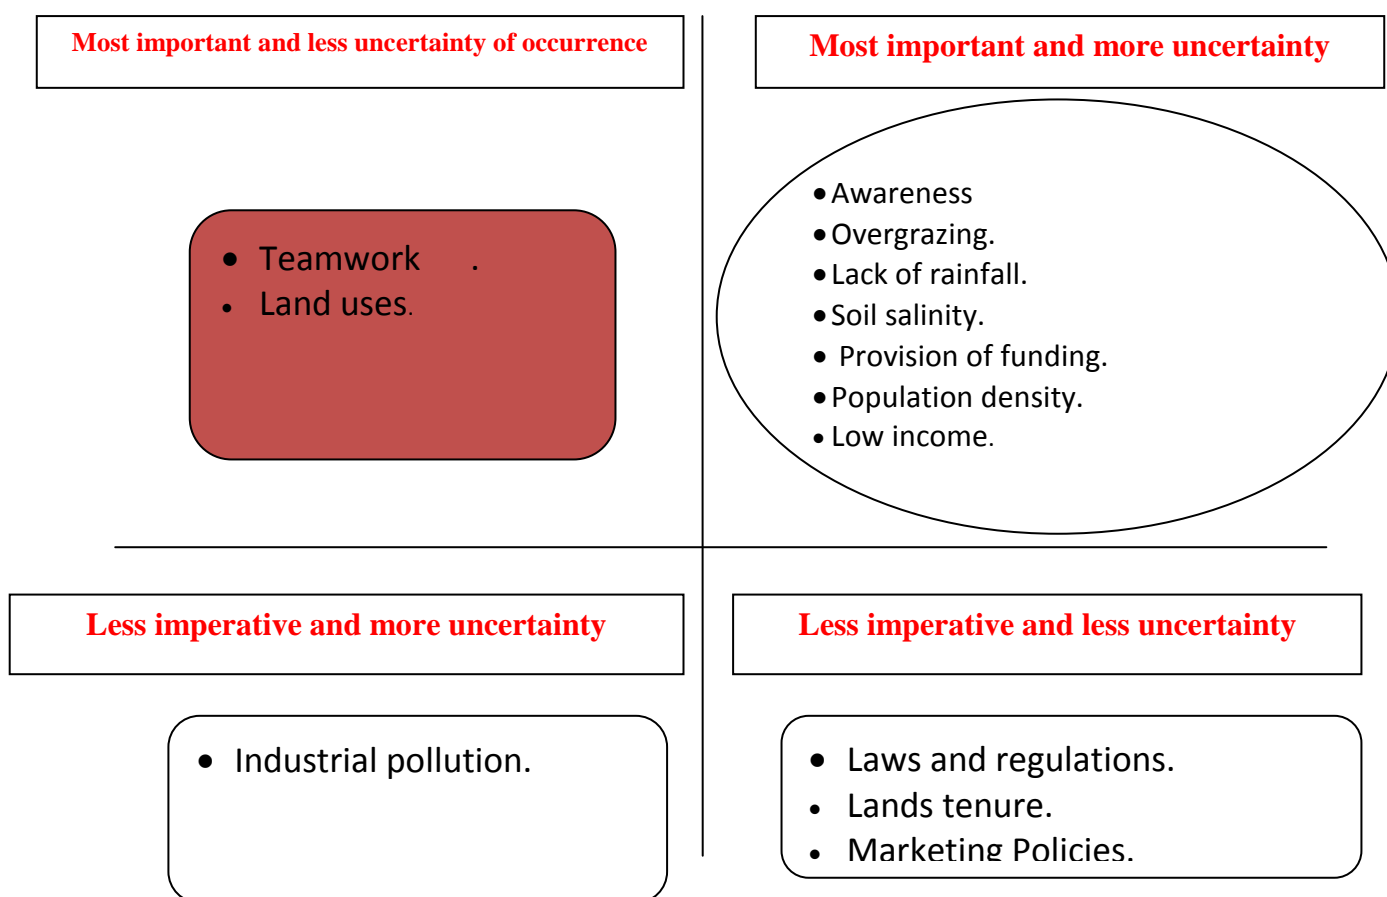 Most important and less uncertainty of occurrence
Most important and more uncertainty
• Teamwork .
• Land uses.
• Awareness
• Overgrazing.
• Lack of rainfall.
• Soil salinity.
• Provision of funding.
• Population density.
• Low income.
Less imperative and more uncertainty
Less imperative and less uncertainty
• Industrial pollution.
• Laws and regulations.
• Lands tenure.
• Marketing Policies.